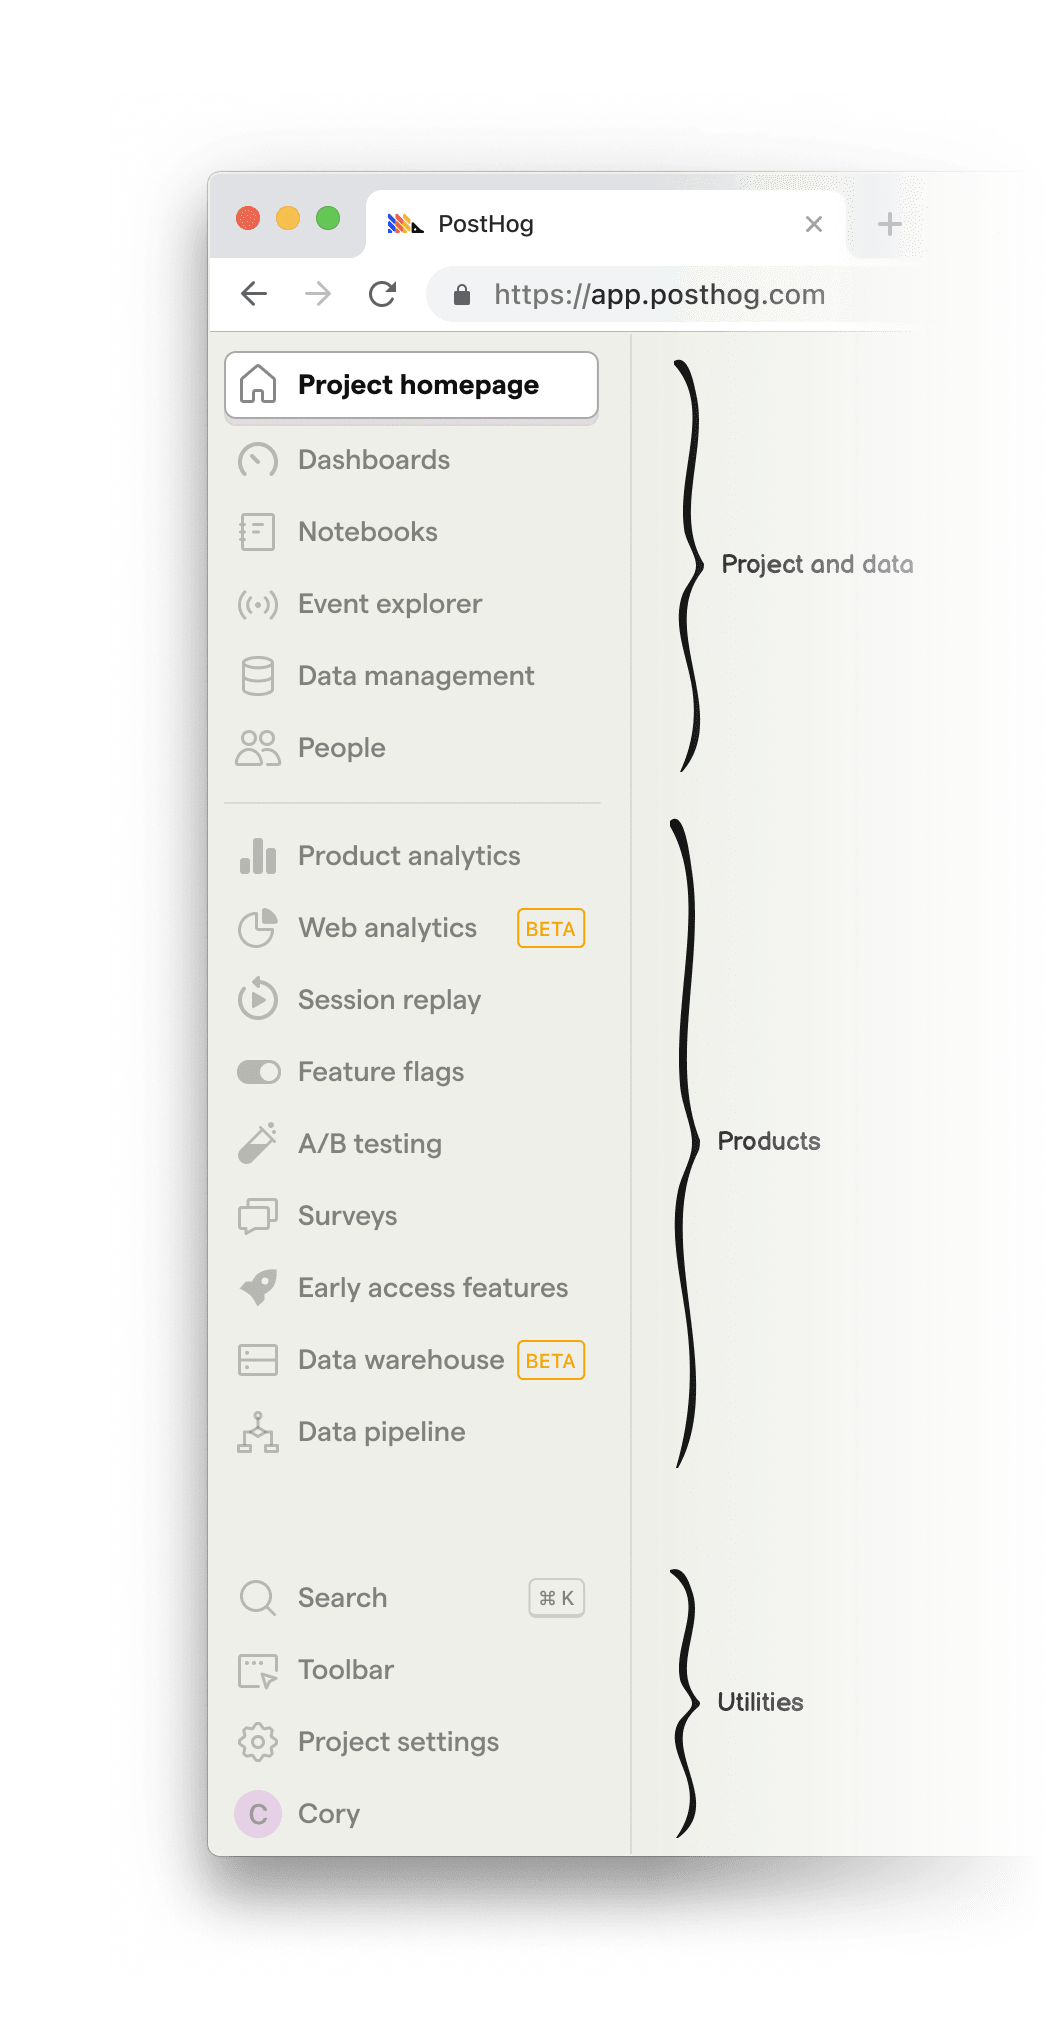 PostHog
https://app.posthog.com
Project homepage
Dashboards
Notebooks
Event explorer
Data management
People
Project and data
Product analytics
Web analytics BETA
Session replay
Feature flags
A/B testing
Surveys
Early access features
Data warehouse BETA
Data pipeline
Products
Search ⌘ K
Toolbar
Project settings
C Cory
Utilities